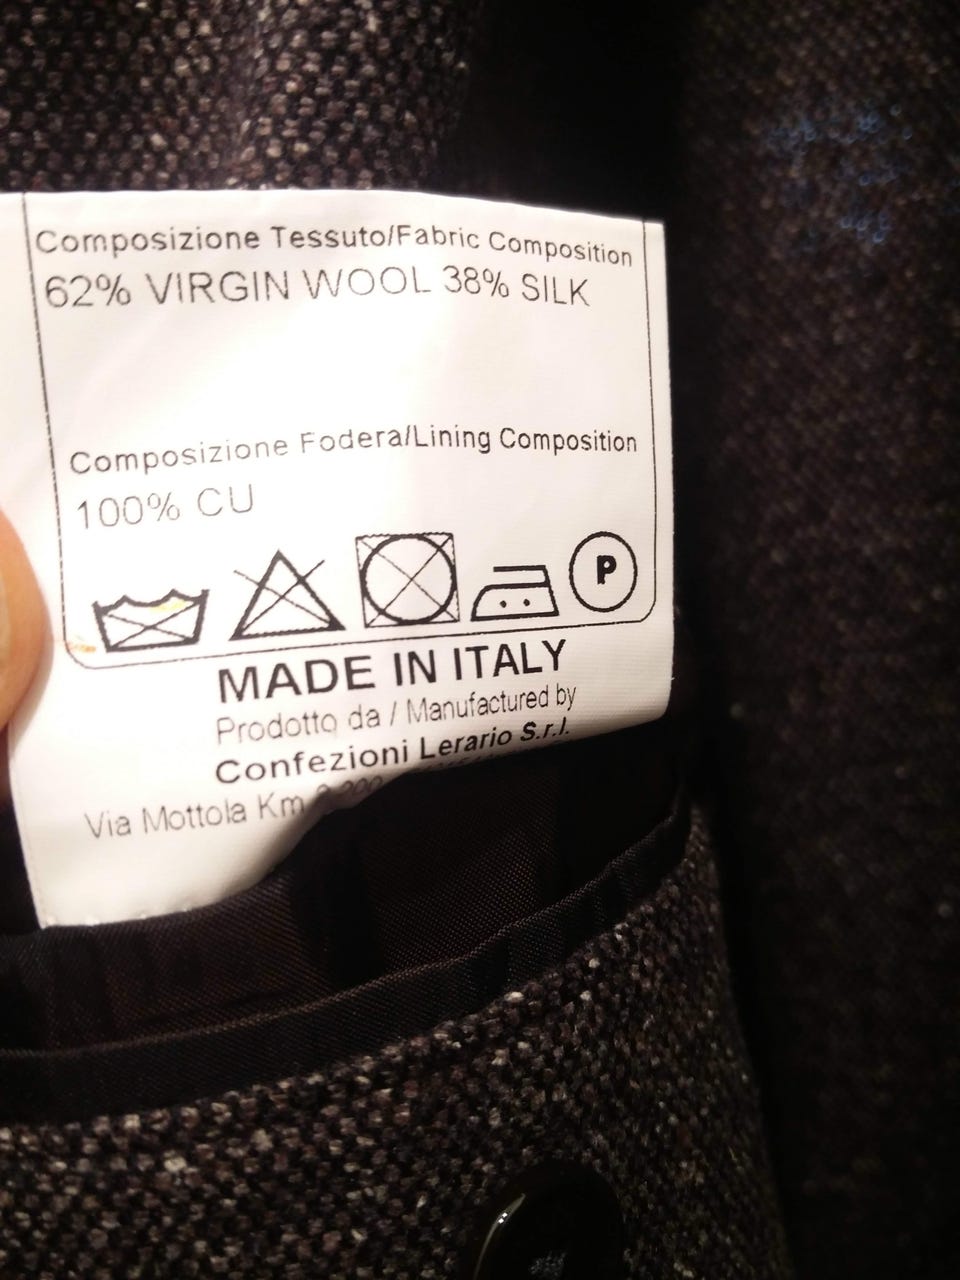 Composizione Tessuto/Fabric Composition
62% VIRGIN WOOL 38% SILK
Composizione Fodera/Lining Composition
100% CU
P
MADE IN ITALY
Prodotto da / Manufactured by
Confezioni Lerario S.r.l.
Via Mottola Km